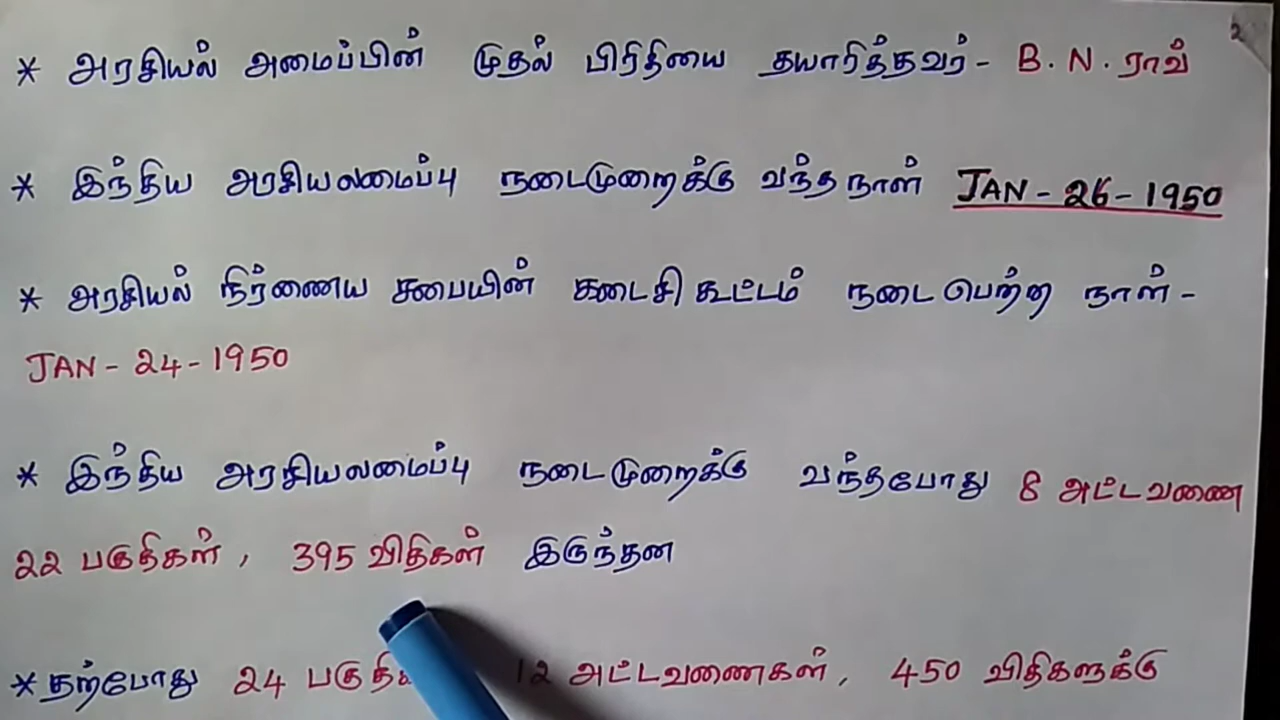 2
* அரசியல் அமைப்பின் முதல் பிரிதியை தயாரித்தவர் - B. N. ராவ்
* இந்திய அரசியலமைப்பு நடைமுறைக்கு வந்த நாள் JAN - 26 - 1950
* அரசியல் நிர்ணைய சபையின் கடைசி கூட்டம் நடைபெற்ற நாள் -
JAN - 24 - 1950
* இந்திய அரசியலமைப்பு நடைமுறைக்கு வந்தபோது 8 அட்டவணை
22 பகுதிகள் , 395 விதிகள் இருந்தன
* தற்போது 24 12 அட்டவணைகள் , 450 விதிகளுக்கு